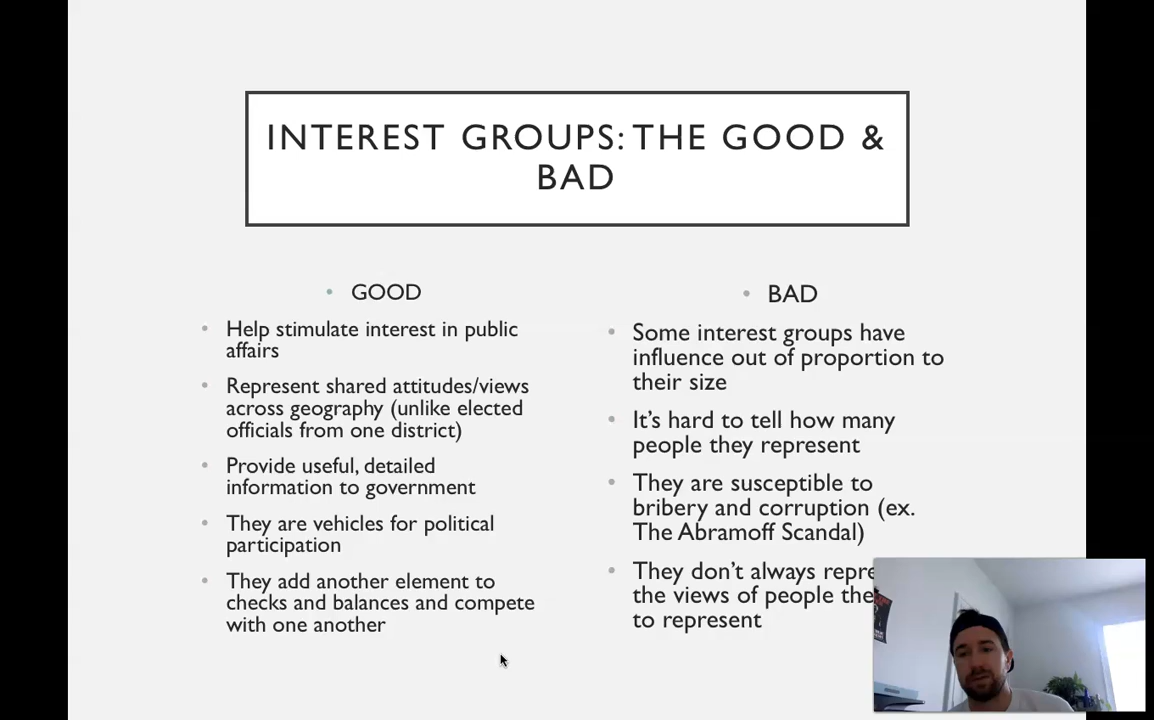 INTEREST GROUPS: THE GOOD &
BAD
• GOOD
• Help stimulate interest in public
affairs
• Represent shared attitudes/views
across geography (unlike elected
officials from one district)
• Provide useful, detailed
information to government
• They are vehicles for political
participation
• They add another element to
checks and balances and compete
with one another
• BAD
• Some interest groups have
influence out of proportion to
their size
• It’s hard to tell how many
people they represent
• They are susceptible to
bribery and corruption (ex.
The Abramoff Scandal)
• They don’t always
the views of people
to represent